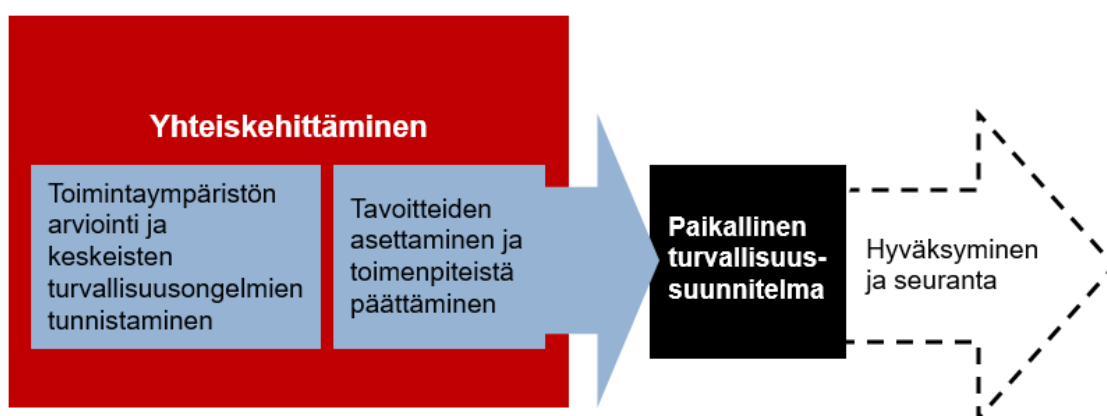 Yhteiskehittäminen
Toimintaympäristön
arviointi ja
keskeisten
turvallisuusongelmien
tunnistaminen
Tavoitteiden
asettaminen ja
toimenpiteistä
päättäminen
Paikallinen
turvallisuus-
suunnitelma
Hyväksyminen
ja seuranta